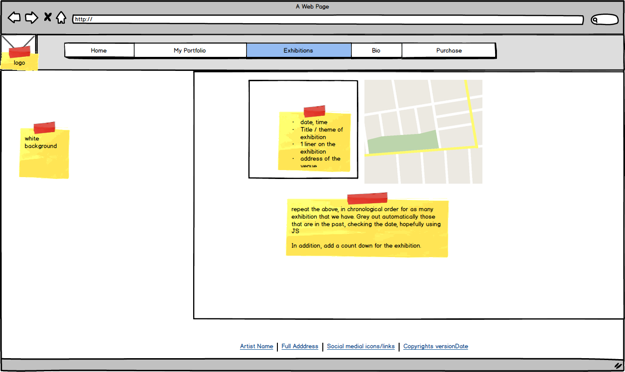 A Web Page
http://
logo
Home
My Portfolio
Exhibitions
Bio
Purchase
white
background
- date, time
- Title / theme of
exhibition
- 1 liner on the
exhibition
- address of the
repeat the above, in chronological order for as many
exhibition that we have. Grey out automatically those
that are in the past, checking the date, hopefully using
JS
In addition, add a count down for the exhibition.
Artist Name
Full Adddress
Social medial icons/links
Copyrights versionDate